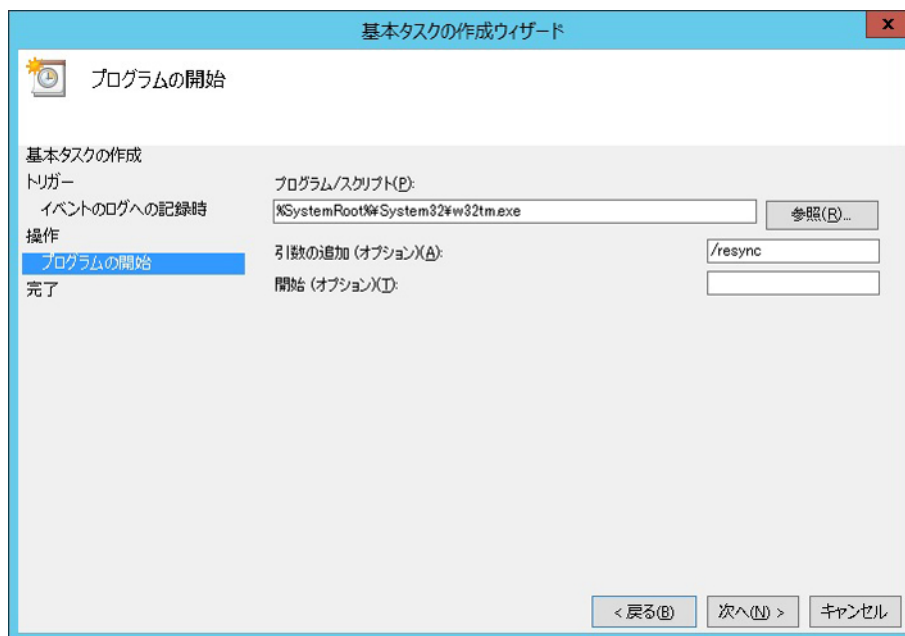 基本タスクの作成ウィザード
x
プログラムの開始
基本タスクの作成
トリガー
イベントのログへの記録時
操作
プログラムの開始
完了
プログラム/スクリプト(P):
%SystemRoot%¥System32¥w32tm.exe
参照(R)...
引数の追加 (オプション)(A):
/resync
開始 (オプション)(T):
< 戻る(B)
次へ(N) >
キャンセル